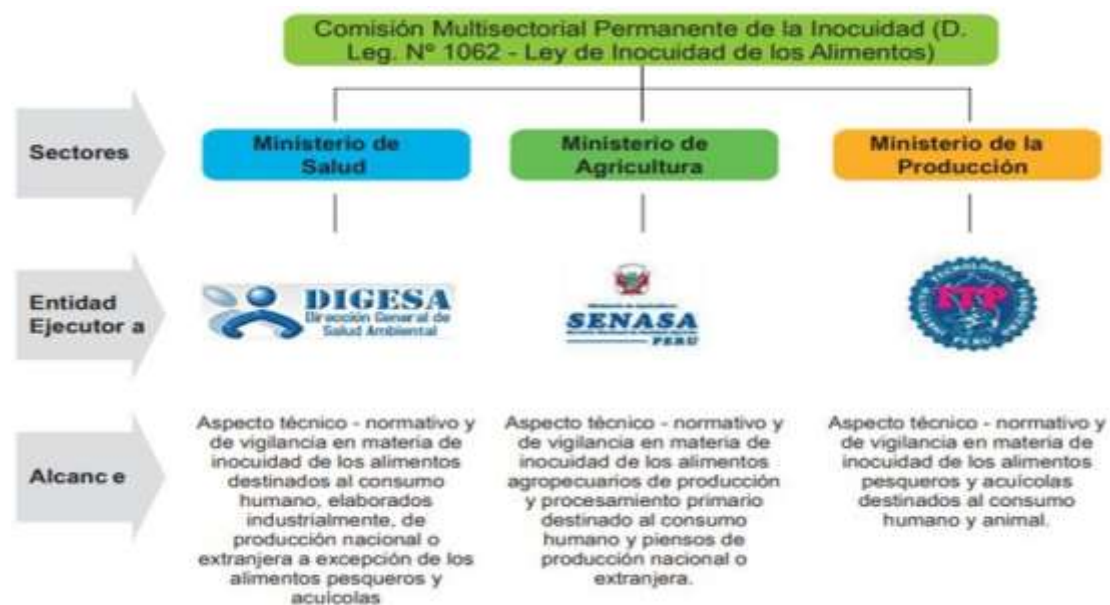 Comisión Multisectorial Permanente de la Inocuidad (D.
Leg. Nº 1062 - Ley de Inocuidad de los Alimentos)
Sectores
Ministerio de
Salud
Ministerio de
Agricultura
Ministerio de la
Producción
Entidad
Ejecutor a
DIGESA
Dirección General de
Salud Ambiental
SENASA
PERU
ITP
PERU
Alcanc e
Aspecto técnico - normativo y
de vigilancia en materia de
inocuidad de los alimentos
destinados al consumo
humano, elaborados
industrialmente, de
producción nacional o
extranjera a excepción de los
alimentos pesqueros y
acuícolas
Aspecto técnico - normativo y
de vigilancia en materia de
inocuidad de los alimentos
agropecuarios de producción
y procesamiento primario
destinado al consumo
humano y piensos de
producción nacional o
extranjera.
Aspecto técnico - normativo y
de vigilancia en materia de
inocuidad de los alimentos
pesqueros y acuícolas
destinados al consumo
humano y animal.